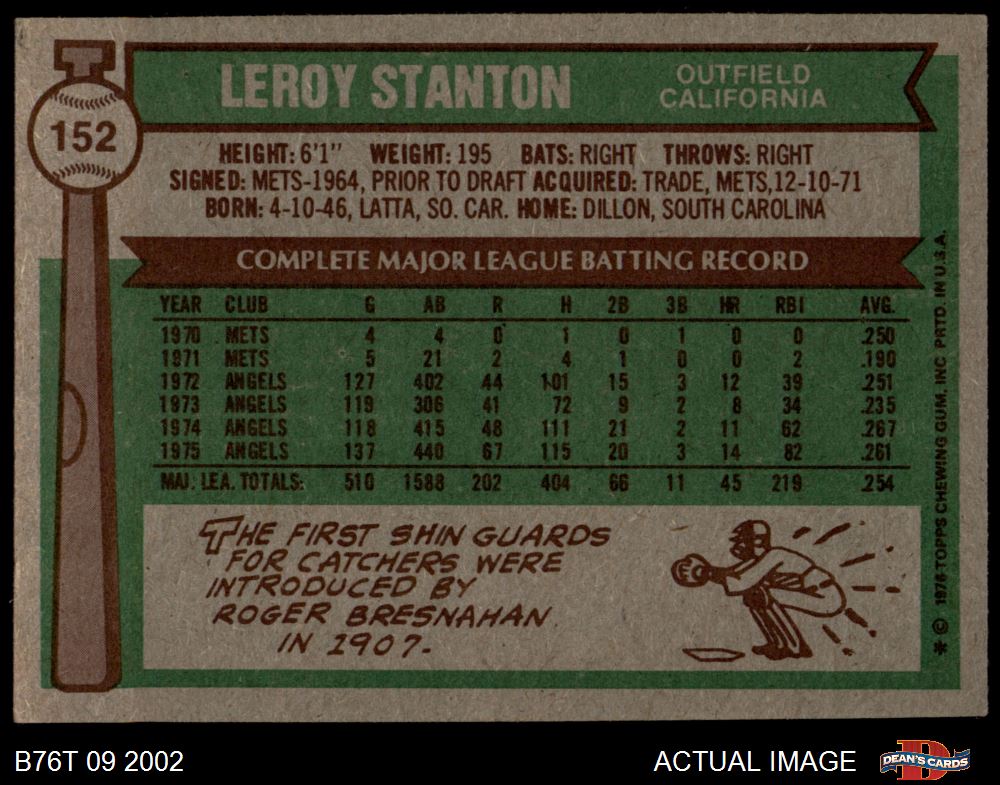 152
LEROY STANTON
OUTFIELD
CALIFORNIA
HEIGHT: 6'1" WEIGHT: 195 BATS: RIGHT THROWS: RIGHT
SIGNED: METS-1964, PRIOR TO DRAFT ACQUIRED: TRADE, METS,12-10-71
BORN: 4-10-46, LATTA, SO. CAR. HOME: DILLON, SOUTH CAROLINA
COMPLETE MAJOR LEAGUE BATTING RECORD
YEAR CLUB G AB R H 2B 3B HR RBI AVG.
1970 METS 4 4 0 1 0 1 0 0 .250
1971 METS 5 21 2 4 1 0 0 2 .190
1972 ANGELS 127 402 44 101 15 3 12 39 .251
1973 ANGELS 119 306 41 72 9 2 8 34 .235
1974 ANGELS 118 415 48 111 21 2 11 62 .267
1975 ANGELS 137 440 67 115 20 3 14 82 .261
MAJ. LEA. TOTALS: 510 1588 202 404 66 11 45 219 .254
THE FIRST SHIN GUARDS
FOR CATCHERS WERE
INTRODUCED BY
ROGER BRESNAHAN
IN 1907.
* © 1976 TOPPS CHEWING GUM, INC PRTD. IN U.S.A.
B76T 09 2002
ACTUAL IMAGE
D
DEAN'S CARDS